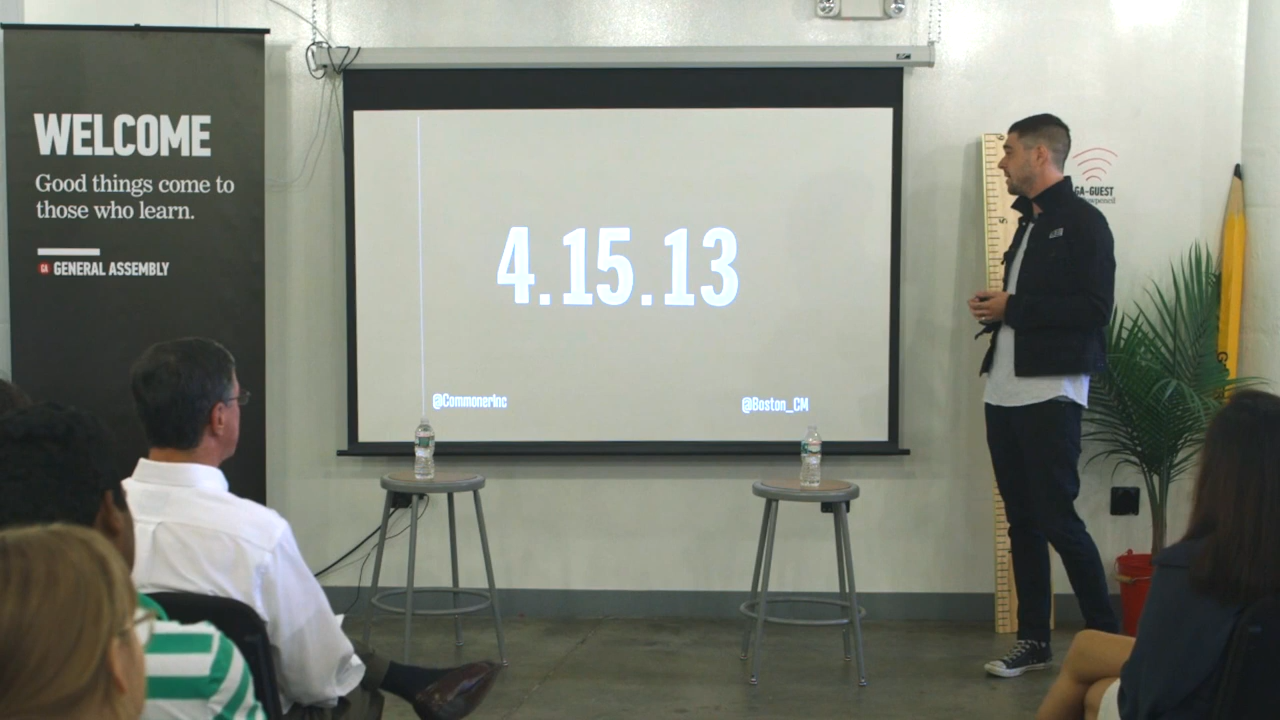 WELCOME
Good things come to
those who learn.
GA GENERAL ASSEMBLY
4.15.13
@CommonerInc
@Boston_CM
GA-GUEST